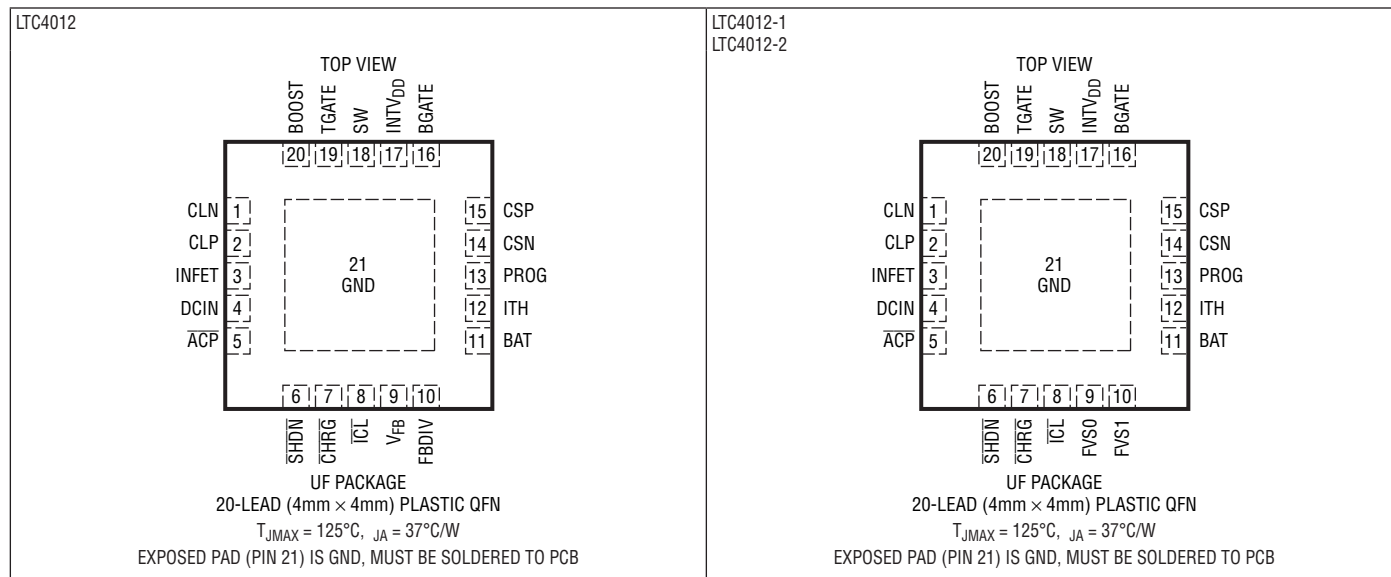 LTC4012
TOP VIEW
BOOST
TGATE
SW
INTVDD
BGATE
20 19 18 17 16
CLN 1
CLP 2
INFET 3
DCIN 4
ACP 5
21
GND
15 CSP
14 CSN
13 PROG
12 ITH
11 BAT
6 7 8 9 10
SHDN
CHRG
ICL
VFB
FBDIV
UF PACKAGE
20-LEAD (4mm × 4mm) PLASTIC QFN
TJMAX = 125°C, JA = 37°C/W
EXPOSED PAD (PIN 21) IS GND, MUST BE SOLDERED TO PCB
LTC4012-1
LTC4012-2
TOP VIEW
BOOST
TGATE
SW
INTVDD
BGATE
20 19 18 17 16
CLN 1
CLP 2
INFET 3
DCIN 4
ACP 5
21
GND
15 CSP
14 CSN
13 PROG
12 ITH
11 BAT
6 7 8 9 10
SHDN
CHRG
ICL
FVS0
FVS1
UF PACKAGE
20-LEAD (4mm × 4mm) PLASTIC QFN
TJMAX = 125°C, JA = 37°C/W
EXPOSED PAD (PIN 21) IS GND, MUST BE SOLDERED TO PCB